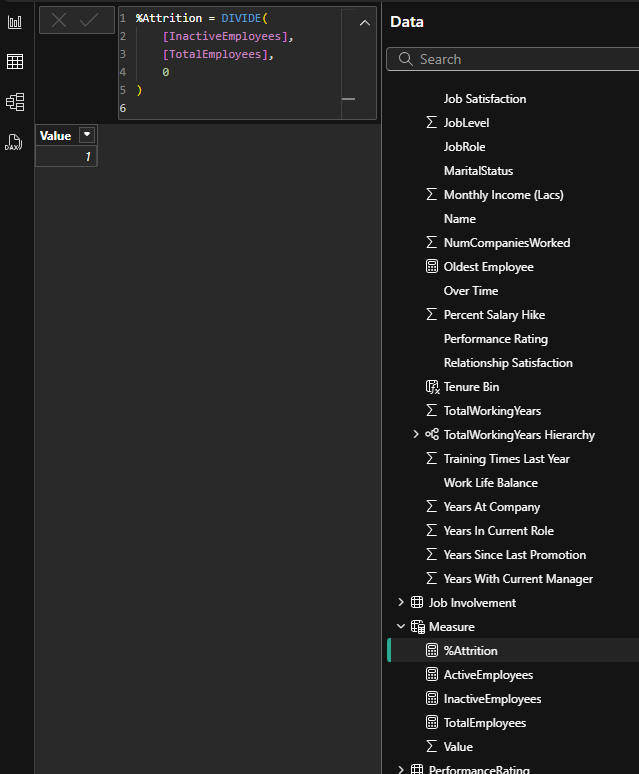 1 %Attrition = DIVIDE(
2 [InactiveEmployees],
3 [TotalEmployees],
4 0
5 )
6
DAX
Value
1
Data
Search
Job Satisfaction
JobLevel
JobRole
MaritalStatus
Monthly Income (Lacs)
Name
NumCompaniesWorked
Oldest Employee
Over Time
Percent Salary Hike
Performance Rating
Relationship Satisfaction
Tenure Bin
TotalWorkingYears
TotalWorkingYears Hierarchy
Training Times Last Year
Work Life Balance
Years At Company
Years In Current Role
Years Since Last Promotion
Years With Current Manager
Job Involvement
Measure
%Attrition
ActiveEmployees
InactiveEmployees
TotalEmployees
Value
PerformanceRating